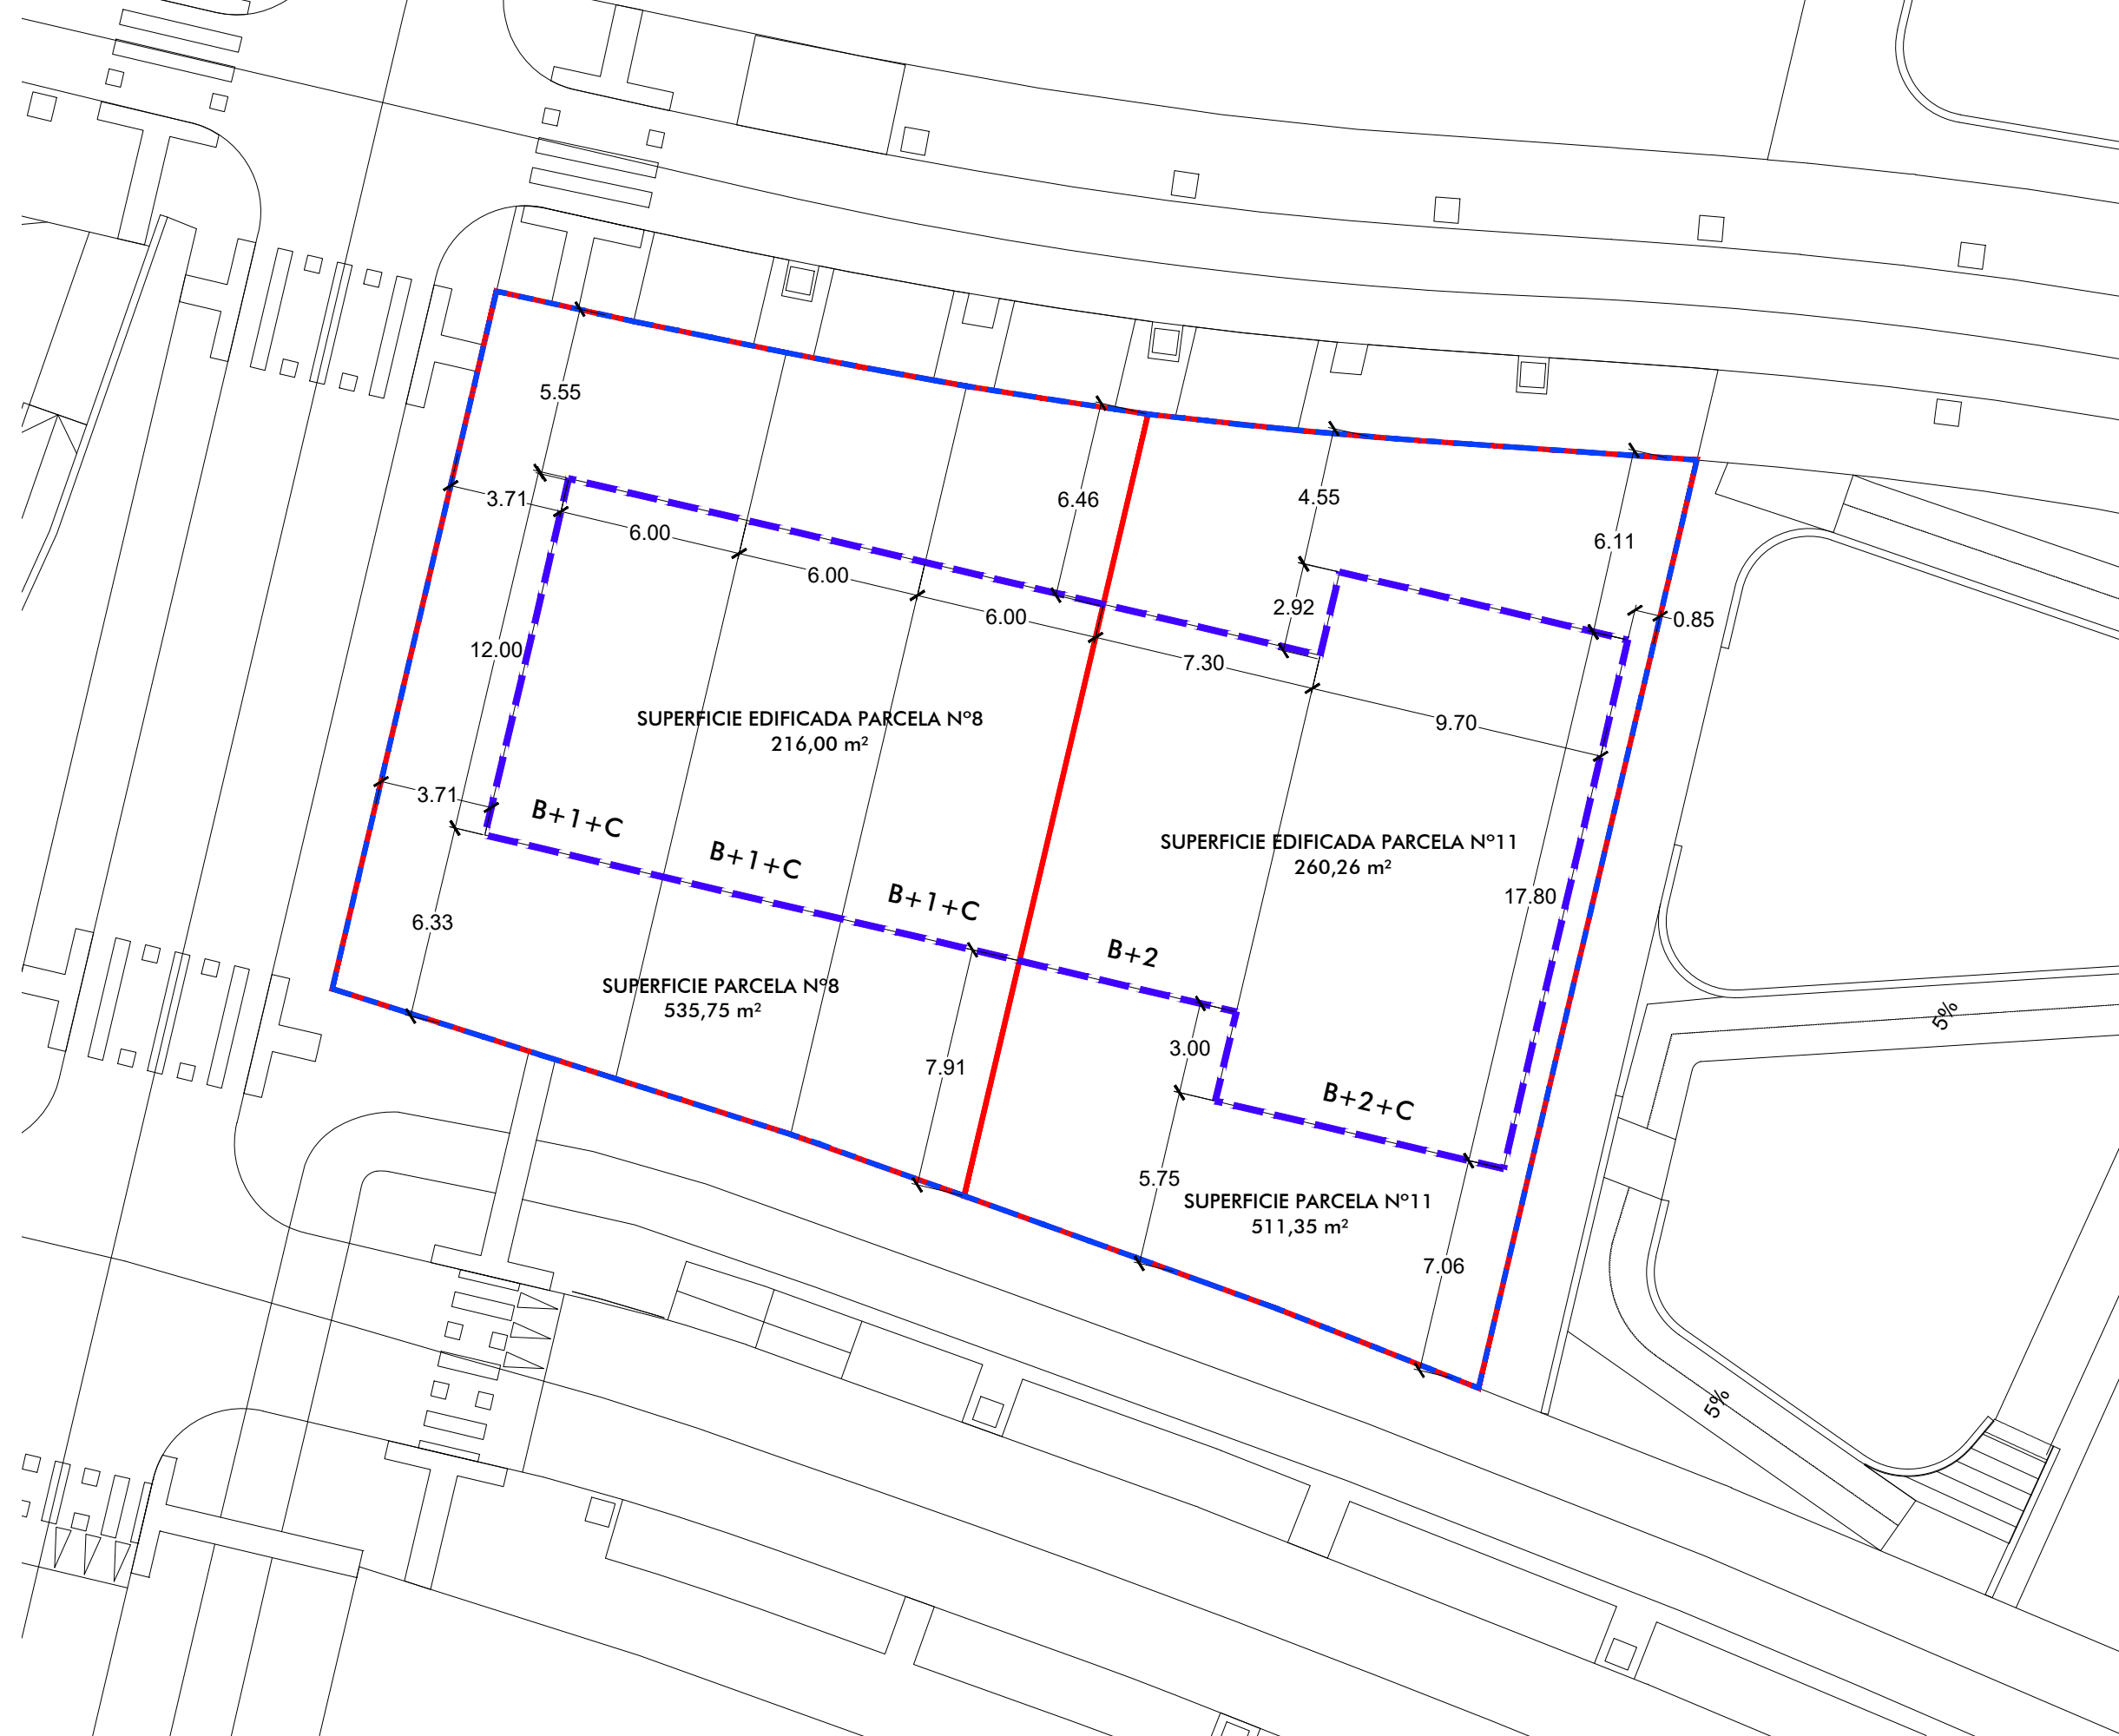 5.55
3.71
6.00
6.00
6.00
6.46
4.55
6.11
2.92
0.85
7.30
9.70
12.00
SUPERFICIE EDIFICADA PARCELA Nº8
216,00 m²
3.71
B+1+C
B+1+C
B+1+C
SUPERFICIE EDIFICADA PARCELA Nº11
260,26 m²
17.80
6.33
B+2
SUPERFICIE PARCELA Nº8
535,75 m²
7.91
3.00
B+2+C
5.75
SUPERFICIE PARCELA Nº11
511,35 m²
7.06
5%
5%